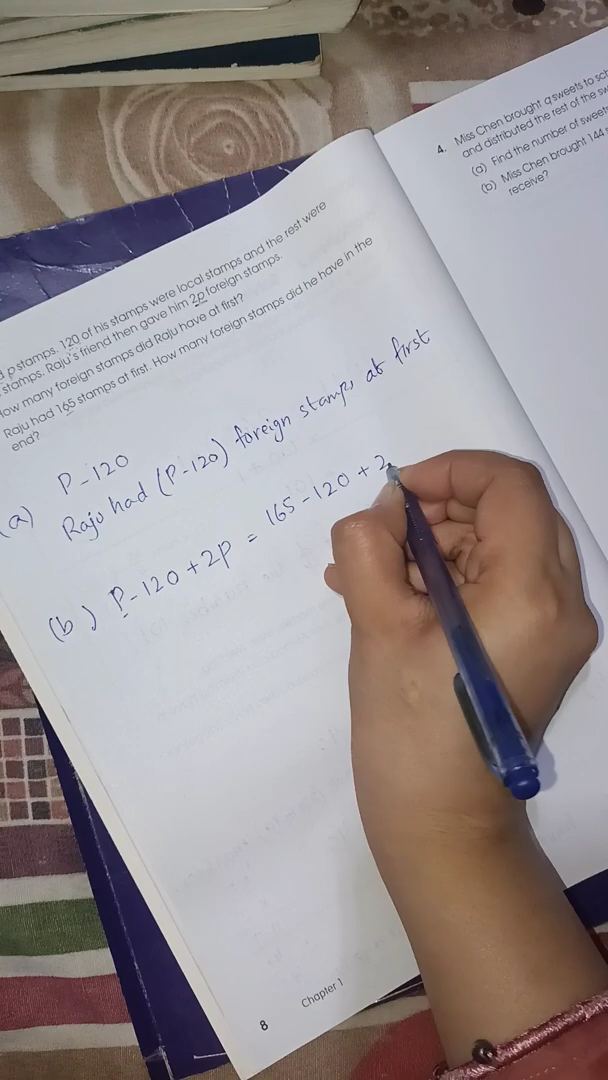 p stamps. 120 of his stamps were local stamps and the rest were
stamps. Raju's friend then gave him 2p foreign stamps.
How many foreign stamps did Raju have at first?
Raju had 165 stamps at first. How many foreign stamps did he have in the
end?
(a) P-120
Raju had (P-120) foreign stamps at first
(b) P-120+2p = 165-120+2
8 Chapter 1
4. Miss Chen brought q sweets to
and distributed the rest of the
(a) Find the number of sweets
(b) Miss Chen brought 144
receive?